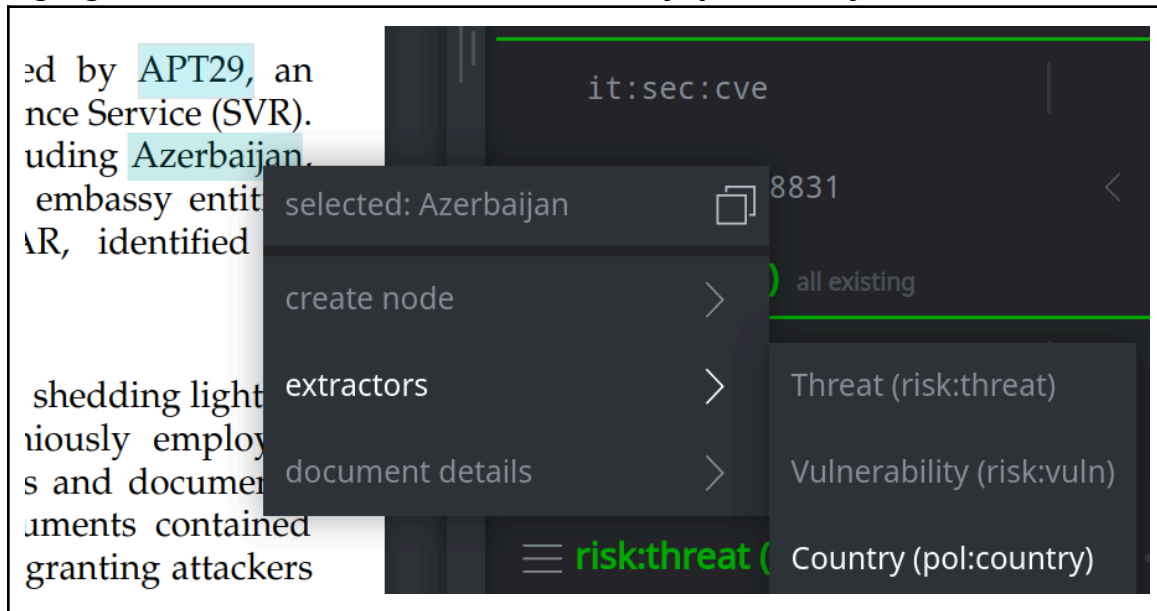 ed by APT29, an
nce Service (SVR).
uding Azerbaijan,
embassy entit
AR, identified
shedding light
niously employ
s and documen
uments contained
granting attackers
it:sec:cve
8831
) all existing
selected: Azerbaijan
create node
extractors
document details
Threat (risk:threat)
Vulnerability (risk:vuln)
Country (pol:country)
risk:threat (